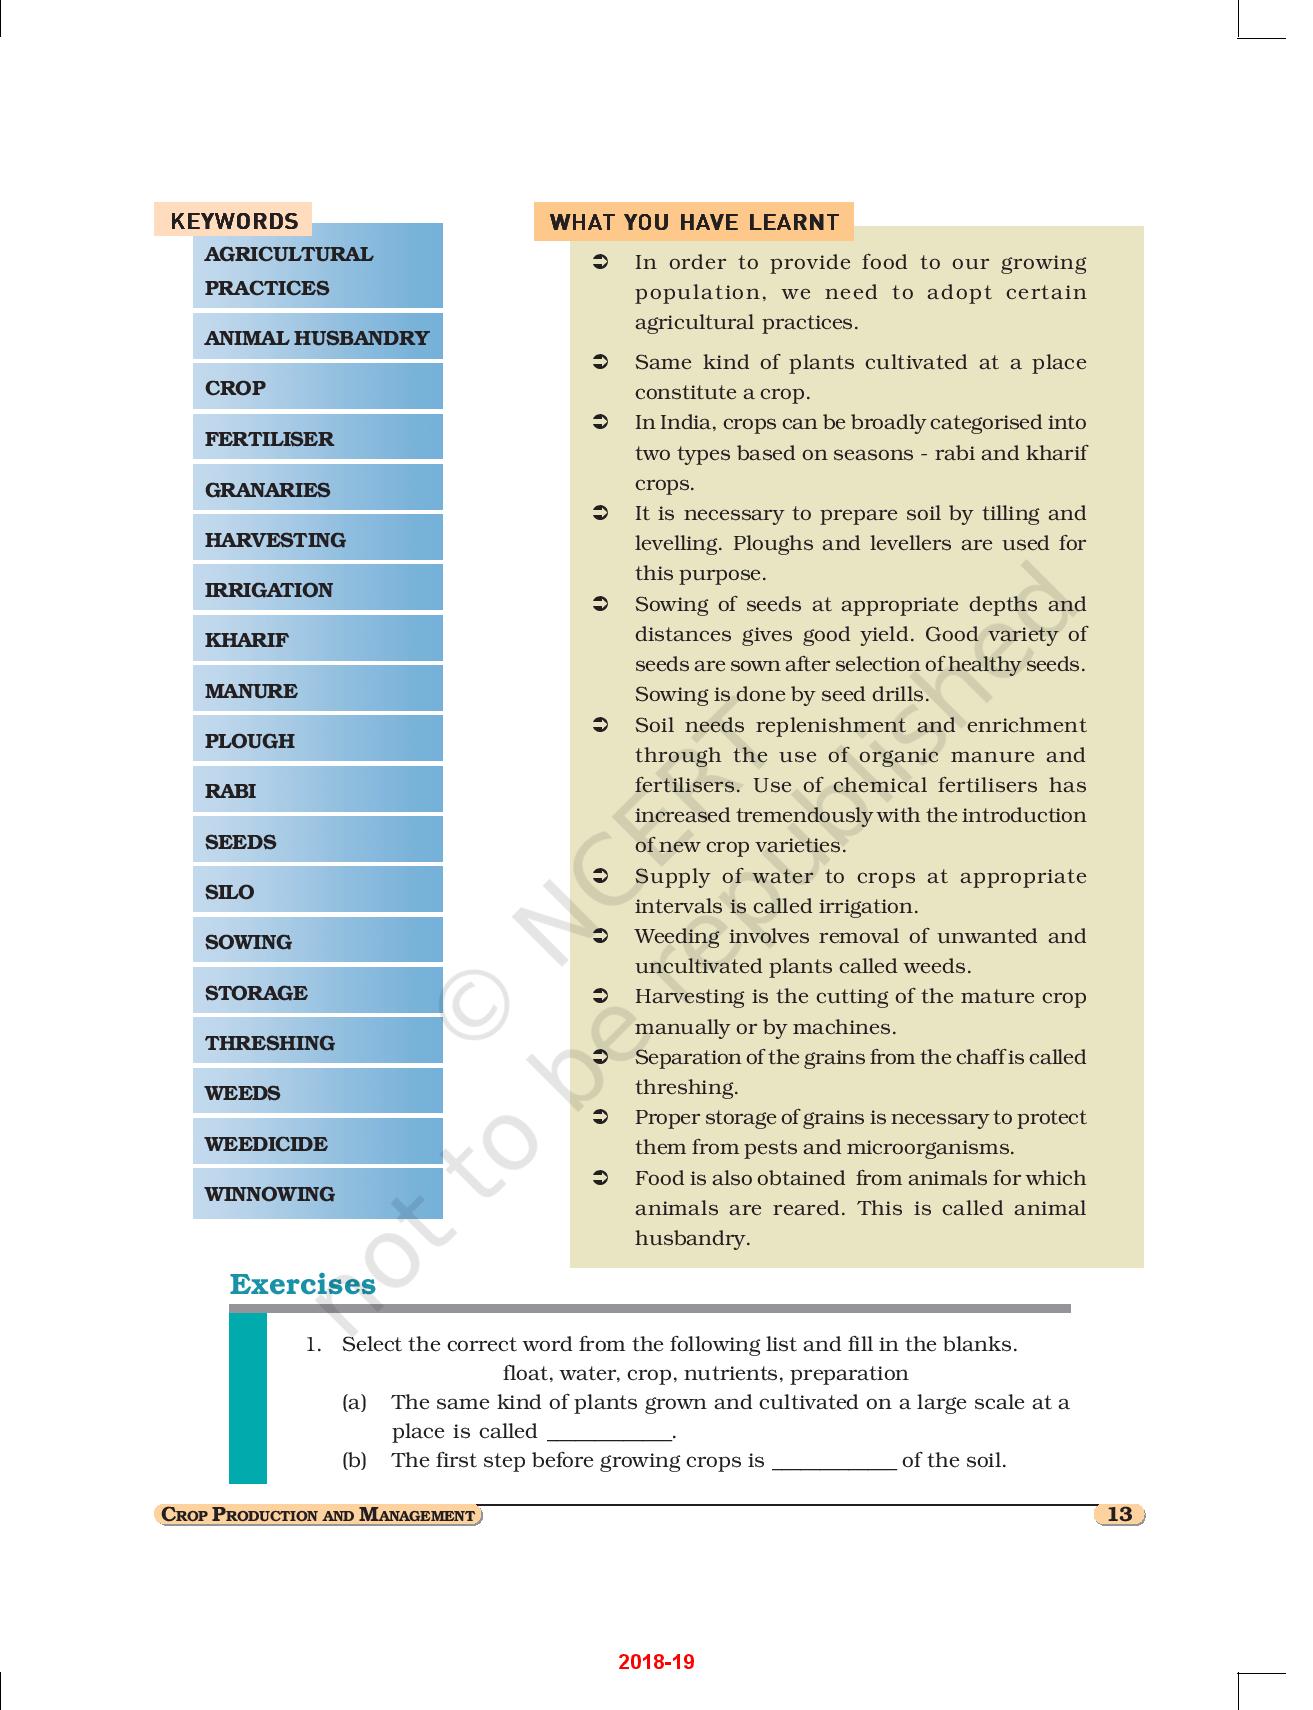 KEYWORDS
AGRICULTURAL
PRACTICES
ANIMAL HUSBANDRY
CROP
FERTILISER
GRANARIES
HARVESTING
IRRIGATION
KHARIF
MANURE
PLOUGH
RABI
SEEDS
SILO
SOWING
STORAGE
THRESHING
WEEDS
WEEDICIDE
WINNOWING
WHAT YOU HAVE LEARNT
➲ In order to provide food to our growing
population, we need to adopt certain
agricultural practices.
➲ Same kind of plants cultivated at a place
constitute a crop.
➲ In India, crops can be broadly categorised into
two types based on seasons - rabi and kharif
crops.
➲ It is necessary to prepare soil by tilling and
levelling. Ploughs and levellers are used for
this purpose.
➲ Sowing of seeds at appropriate depths and
distances gives good yield. Good variety of
seeds are sown after selection of healthy seeds.
Sowing is done by seed drills.
➲ Soil needs replenishment and enrichment
through the use of organic manure and
fertilisers. Use of chemical fertilisers has
increased tremendously with the introduction
of new crop varieties.
➲ Supply of water to crops at appropriate
intervals is called irrigation.
➲ Weeding involves removal of unwanted and
uncultivated plants called weeds.
➲ Harvesting is the cutting of the mature crop
manually or by machines.
➲ Separation of the grains from the chaff is called
threshing.
➲ Proper storage of grains is necessary to protect
them from pests and microorganisms.
➲ Food is also obtained from animals for which
animals are reared. This is called animal
husbandry.
© NCERT
not to be republished
Exercises
1. Select the correct word from the following list and fill in the blanks.
float, water, crop, nutrients, preparation
(a) The same kind of plants grown and cultivated on a large scale at a
place is called ____________.
(b) The first step before growing crops is ____________ of the soil.
CROP PRODUCTION AND MANAGEMENT
13
2018-19